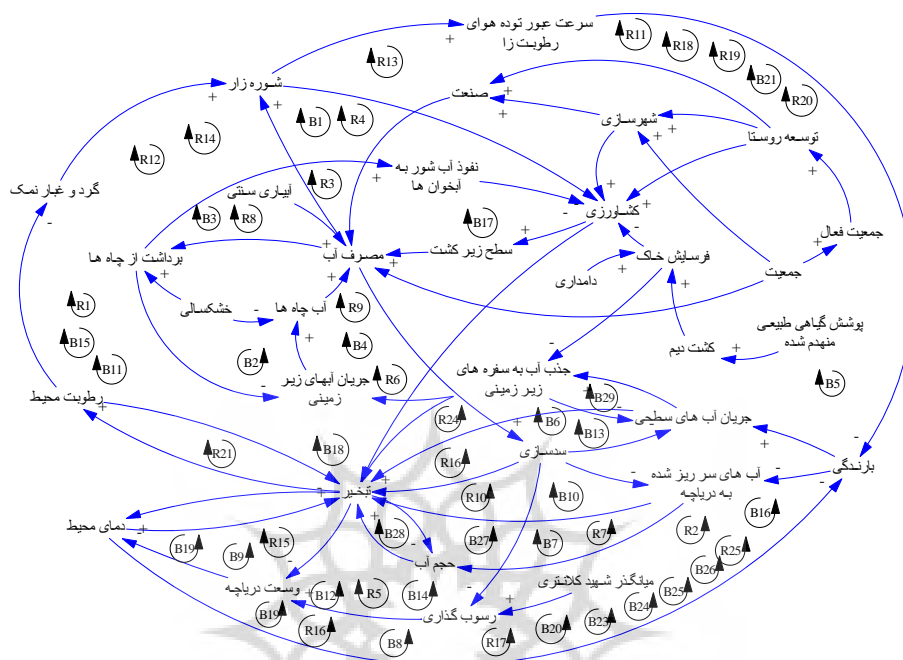 سرعت عبور توده هوای
رطوبت زا
R11
R18
R19
B21
R20
R13
شوره زار
صنعت
شهرسازی
توسعه روستا
B1
R4
R14
R12
نفوذ آب شور به
آبخوان ها
گرد و غبار نمک
آبیاری سنتی
R3
B3
R8
B17
کشاورزی
جمعیت فعال
برداشت از چاه ها
مصرف آب
سطح زیر کشت
فرسایش خاک
دامداری
جمعیت
خشکسالی
آب چاه ها
R9
B4
R1
B15
B11
B2
R6
پوشش گیاهی طبیعی
منهدم شده
کشت دیم
B5
رطوبت محیط
جریان آبهای زیر
زمینی
جذب آب به سفره های
زیر زمینی
B29
جریان آب های سطحی
R24
B6
B13
R21
B18
R16
سدسازی
بارندگی
آب های سر ریز شده
به دریاچه
تبخیر
R10
B10
B16
دمای محیط
R2
B19
B9
R15
B28
B27
B7
R7
R25
حجم آب
B26
B25
وسعت دریاچه
B12
R5
B14
میانگذر شهید کلانتری
B24
رسوب گذاری
B19
R16
B8
R17
B20
B23